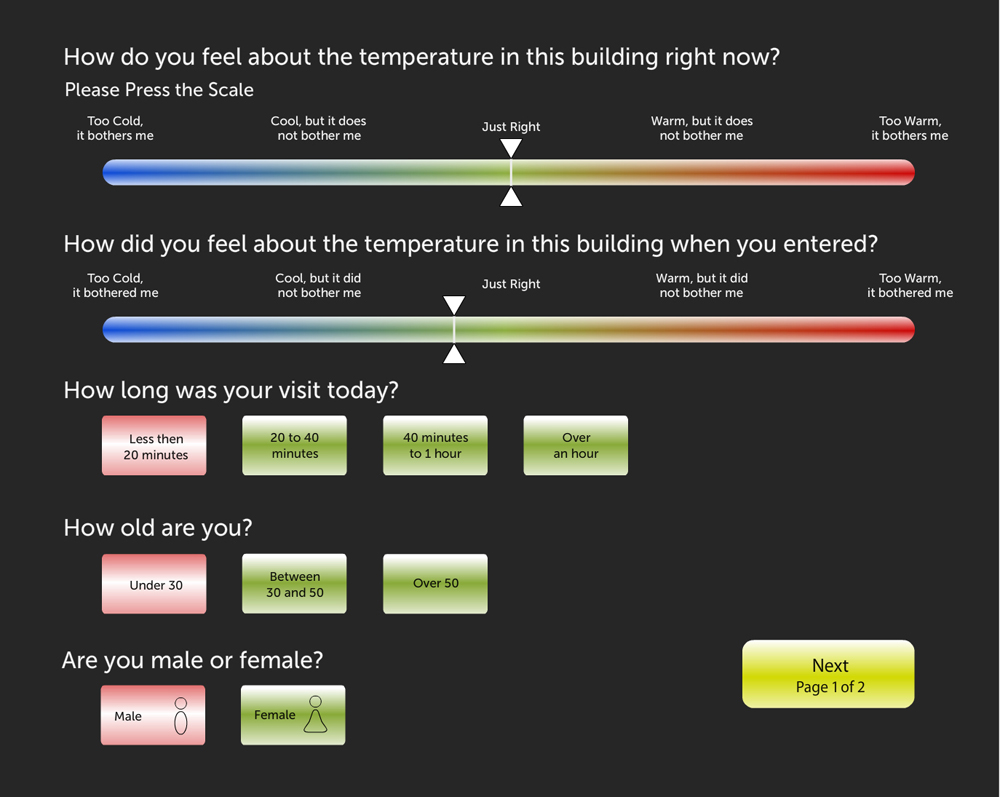 How do you feel about the temperature in this building right now?
Please Press the Scale
Too Cold,
it bothers me
Cool, but it does
not bother me
Just Right
Warm, but it does
not bother me
Too Warm,
it bothers me
How did you feel about the temperature in this building when you entered?
Too Cold,
it bothered me
Cool, but it did
not bother me
Just Right
Warm, but it did
not bother me
Too Warm,
it bothered me
How long was your visit today?
Less then
20 minutes
20 to 40
minutes
40 minutes
to 1 hour
Over
an hour
How old are you?
Under 30
Between
30 and 50
Over 50
Are you male or female?
Male
Female
Next
Page 1 of 2